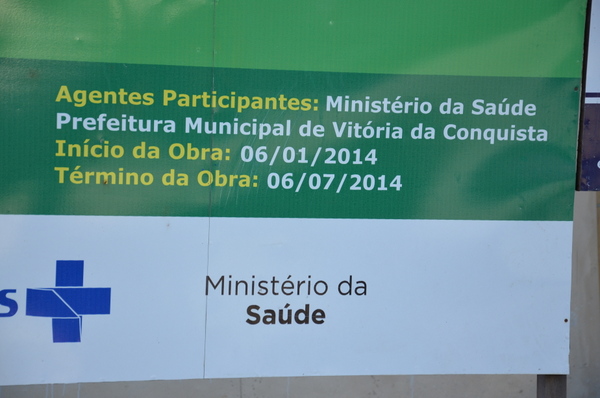 Agentes Participantes: Ministério da Saúde
Prefeitura Municipal de Vitória da Conquista
Início da Obra: 06/01/2014
Término da Obra: 06/07/2014
S
Ministério da
Saúde